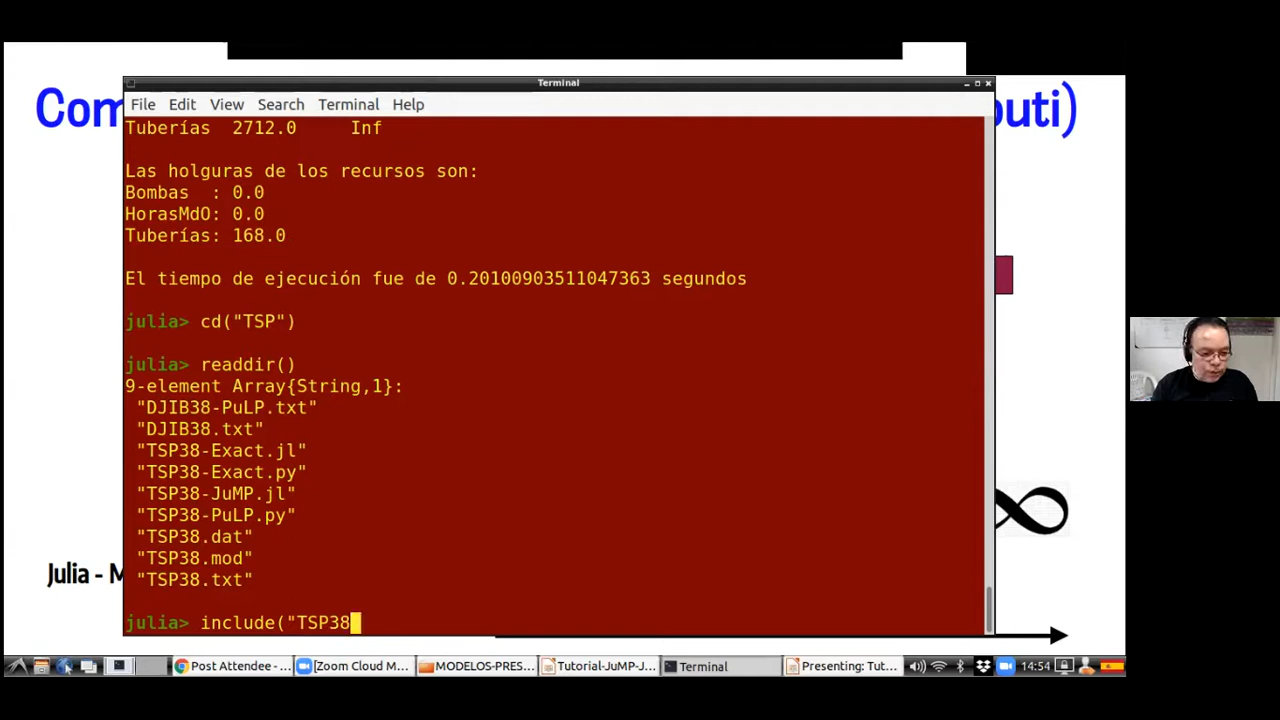 Com
outi)
Terminal
File Edit View Search Terminal Help
Tuberías 2712.0 Inf
Las holguras de los recursos son:
Bombas : 0.0
HorasMdO: 0.0
Tuberías: 168.0
El tiempo de ejecución fue de 0.20100903511047363 segundos
julia> cd("TSP")
julia> readdir()
9-element Array{String,1}:
"DJIB38-PuLP.txt"
"DJIB38.txt"
"TSP38-Exact.jl"
"TSP38-Exact.py"
"TSP38-JuMP.jl"
"TSP38-PuLP.py"
"TSP38.dat"
"TSP38.mod"
"TSP38.txt"
julia> include("TSP38
Julia - M
Post Attendee - ... [Zoom Cloud M... MODELOS-PRES... Tutorial-JuMP-J... Terminal Presenting: Tut... 14:54